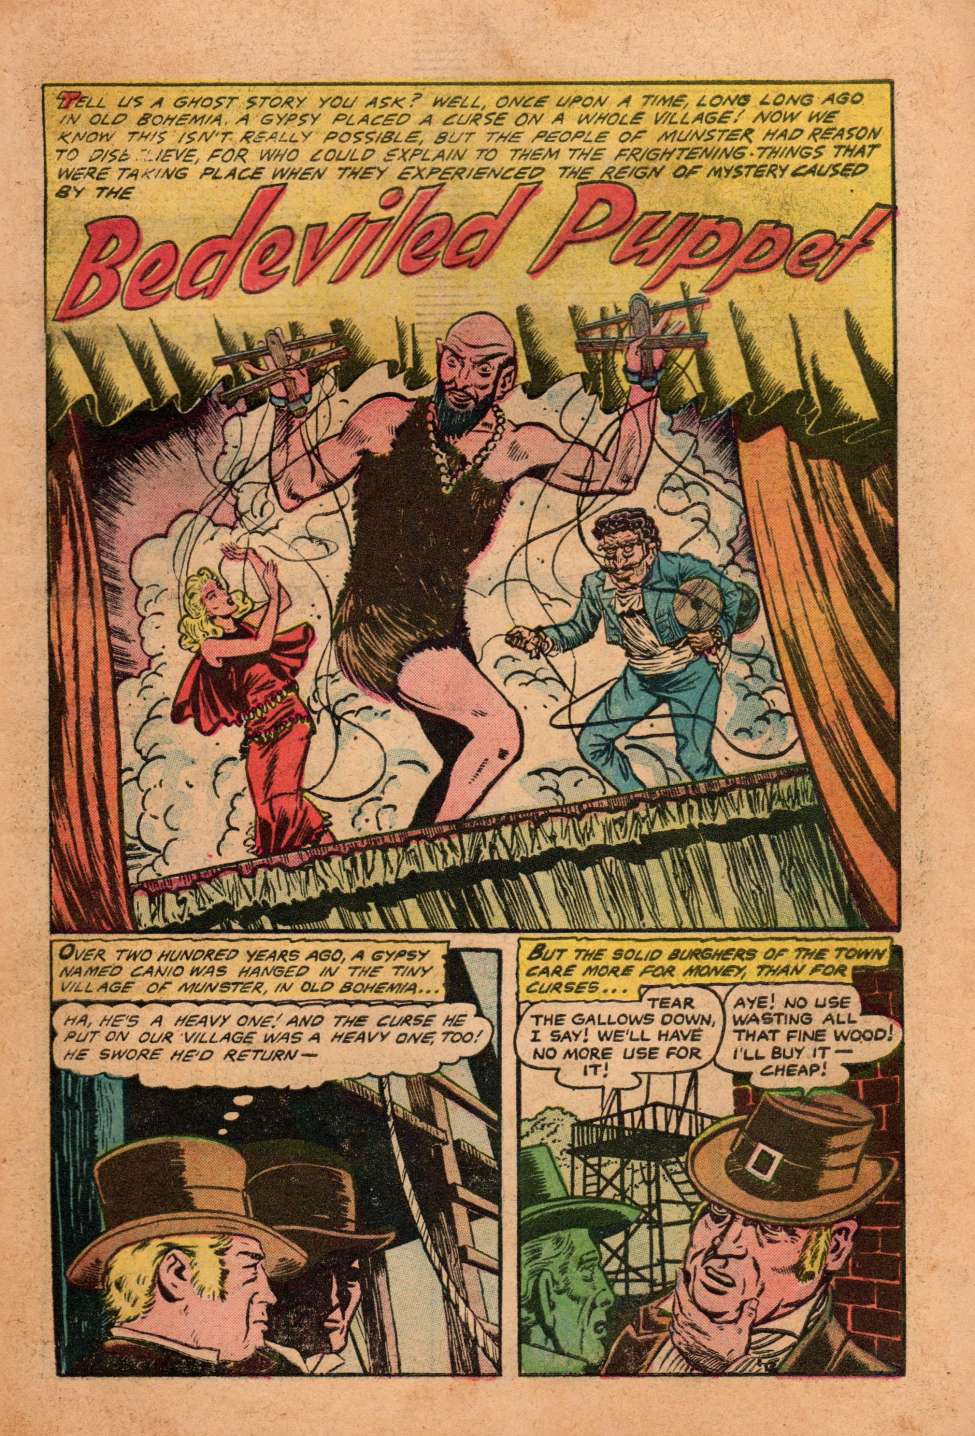 TELL US A GHOST STORY YOU ASK? WELL, ONCE UPON A TIME, LONG LONG AGO
IN OLD BOHEMIA, A GYPSY PLACED A CURSE ON A WHOLE VILLAGE! NOW WE
KNOW THIS ISN'T REALLY POSSIBLE, BUT THE PEOPLE OF MUNSTER HAD REASON
TO DISBELIEVE, FOR WHO COULD EXPLAIN TO THEM THE FRIGHTENING THINGS THAT
WERE TAKING PLACE WHEN THEY EXPERIENCED THE REIGN OF MYSTERY CAUSED
BY THE
Bedeviled Puppet
OVER TWO HUNDRED YEARS AGO, A GYPSY
NAMED CANIO WAS HANGED IN THE TINY
VILLAGE OF MUNSTER, IN OLD BOHEMIA...
HA, HE'S A HEAVY ONE! AND THE CURSE HE
PUT ON OUR VILLAGE WAS A HEAVY ONE, TOO!
HE SWORE HE'D RETURN—
BUT THE SOLID BURGHERS OF THE TOWN
CARE MORE FOR MONEY, THAN FOR
CURSES...
TEAR
THE GALLOWS DOWN,
I SAY! WE'LL HAVE
NO MORE USE FOR
IT!
AYE! NO USE
WASTING ALL
THAT FINE WOOD!
I'LL BUY IT—
CHEAP!